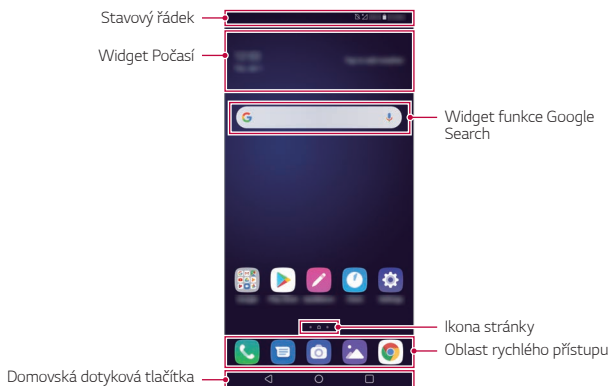 Stavový řádek
Widget Počasí
Widget funkce Google
Search
Ikona stránky
Oblast rychlého přístupu
Domovská dotyková tlačítka